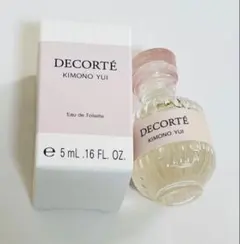 DECORTÉ
KIMONO YUI
Eau de Toilette
℮ 5 mL .16 FL. OZ.
DECORTÉ
KIMONO YUI